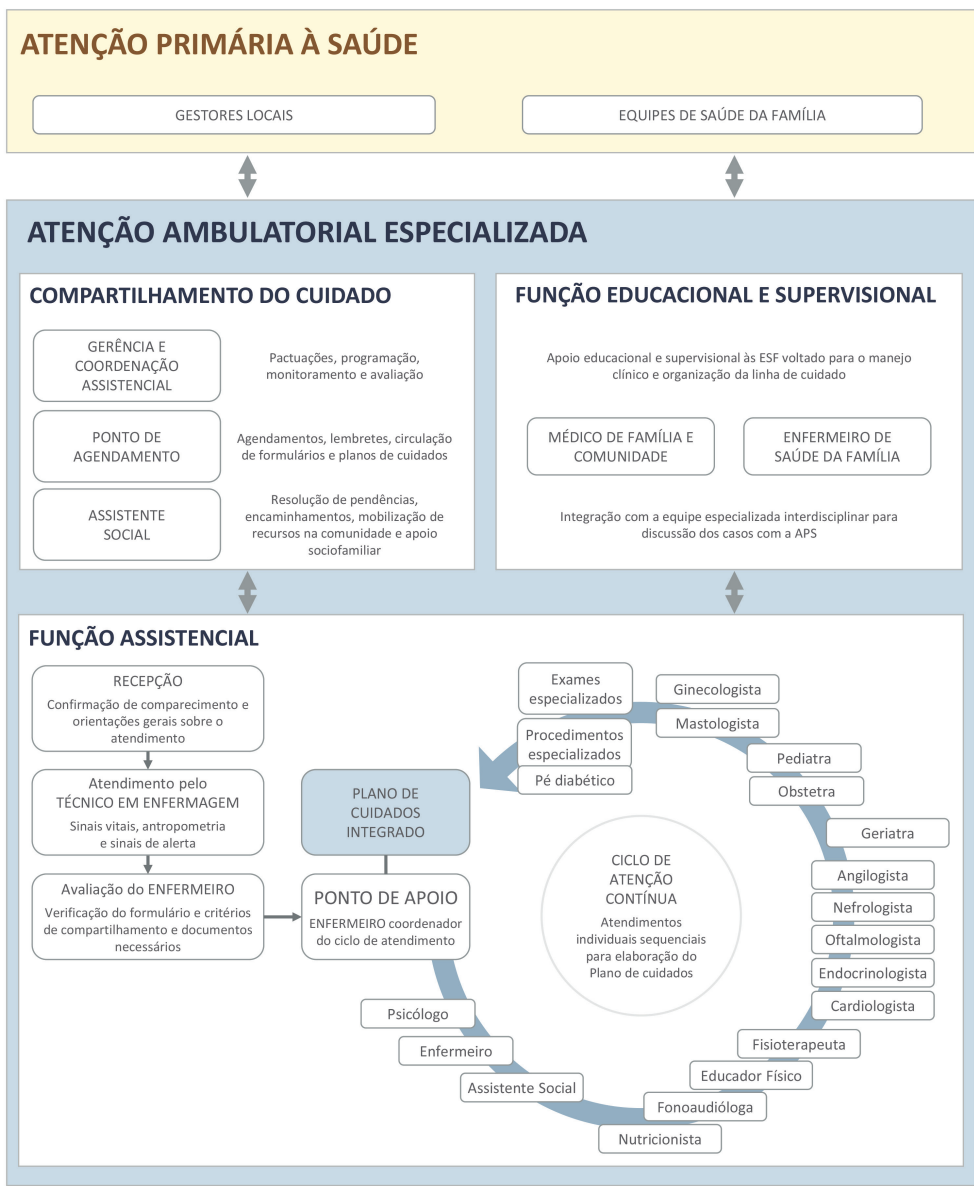 ATENÇÃO PRIMÁRIA À SAÚDE
GESTORES LOCAIS
EQUIPES DE SAÚDE DA FAMÍLIA
ATENÇÃO AMBULATORIAL ESPECIALIZADA
COMPARTILHAMENTO DO CUIDADO
GERÊNCIA E
COORDENAÇÃO
ASSISTENCIAL
Pactuações, programação,
monitoramento e avaliação
PONTO DE
AGENDAMENTO
Agendamentos, lembretes, circulação
de formulários e planos de cuidados
ASSISTENTE
SOCIAL
Resolução de pendências,
encaminhamentos, mobilização de
recursos na comunidade e apoio
sociofamiliar
FUNÇÃO EDUCACIONAL E SUPERVISIONAL
Apoio educacional e supervisional às ESF voltado para o manejo
clínico e organização da linha de cuidado
MÉDICO DE FAMÍLIA E
COMUNIDADE
ENFERMEIRO DE
SAÚDE DA FAMÍLIA
Integração com a equipe especializada interdisciplinar para
discussão dos casos com a APS
FUNÇÃO ASSISTENCIAL
RECEPÇÃO
Confirmação de comparecimento e
orientações gerais sobre o
atendimento
Atendimento pelo
TÉCNICO EM ENFERMAGEM
Sinais vitais, antropometria
e sinais de alerta
Avaliação do ENFERMEIRO
Verificação do formulário e critérios
de compartilhamento e documentos
necessários
PLANO DE
CUIDADOS
INTEGRADO
PONTO DE APOIO
ENFERMEIRO coordenador
do ciclo de atendimento
CICLO DE
ATENÇÃO
CONTÍNUA
Atendimentos
individuais sequenciais
para elaboração do
Plano de cuidados
Exames
especializados
Procedimentos
especializados
Pé diabético
Ginecologista
Mastologista
Pediatra
Obstetra
Geriatra
Angilogista
Nefrologista
Oftalmologista
Endocrinologista
Cardiologista
Fisioterapeuta
Educador Físico
Fonoaudióloga
Nutricionista
Assistente Social
Enfermeiro
Psicólogo